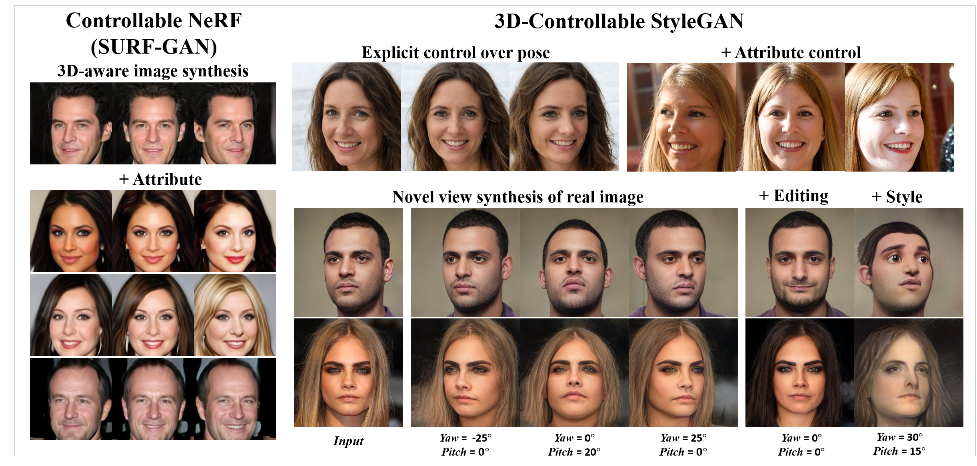 Controllable NeRF
(SURF-GAN)
3D-aware image synthesis
+ Attribute
3D-Controllable StyleGAN
Explicit control over pose
+ Attribute control
Novel view synthesis of real image
+ Editing
+ Style
Input
Yaw = -25°
Pitch = 0°
Yaw = 0°
Pitch = 20°
Yaw = 25°
Pitch = 0°
Yaw = 0°
Pitch = 0°
Yaw = 30°
Pitch = 15°